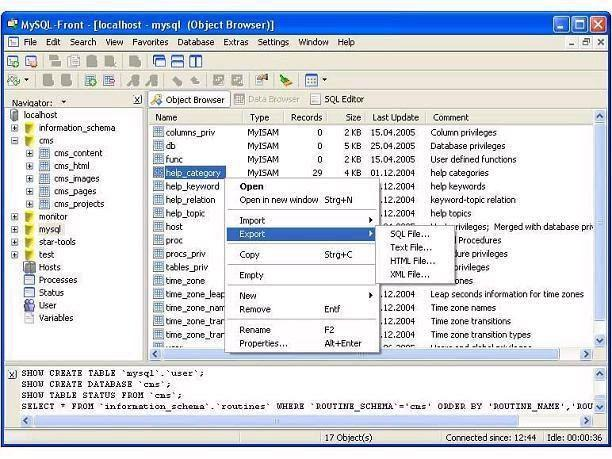 MySQL-Front - [localhost - mysql (Object Browser)]
File Edit Search View Favorites Database Extras Settings Window Help
Navigator:
Object Browser Data Browser SQL Editor
localhost
information_schema
cms
cms_content
cms_html
cms_images
cms_pages
cms_projects
monitor
mysql
star-tools
test
Hosts
Processes
Status
User
Variables
Name Type Records Size Last Update Comment
columns_priv MyISAM 0 2 KB 15.04.2005 Column privileges
db MyISAM 0 5 KB 25.04.2005 Database privileges
func MyISAM 0 2 KB 15.04.2005 User defined functions
help_category MyISAM 29 4 KB 01.12.2004 help categories
help_keyword .12.2004 help keywords
help_relation .12.2004 keyword-topic relation
help_topic .12.2004 help topics
host privileges; Merged with database priv
proc Procedures
procs_priv privileges
tables_priv privileges
time_zone .12.2004 Time zones
time_zone_leap .12.2004 Leap seconds information for time zones
time_zone_nam .12.2004 Time zone names
time_zone_tran .12.2004 Time zone transitions
time_zone_tran .12.2004 Time zone transition types
Open
Open in new window Strg+N
Import
Export
Copy Strg+C
Empty
New
Remove Entf
Rename F2
Properties... Alt+Enter
SQL File...
Text File...
HTML File...
XML File...
SHOW CREATE TABLE `mysql`.`user`;
SHOW CREATE DATABASE `cms`;
SHOW TABLE STATUS FROM `cms`;
SELECT * FROM `information_schema`.`routines` WHERE `ROUTINE_SCHEMA`='cms' ORDER BY 'ROUTINE_NAME','ROU
17 Object(s) Connected since: 12:44 Idle: 00:00:36